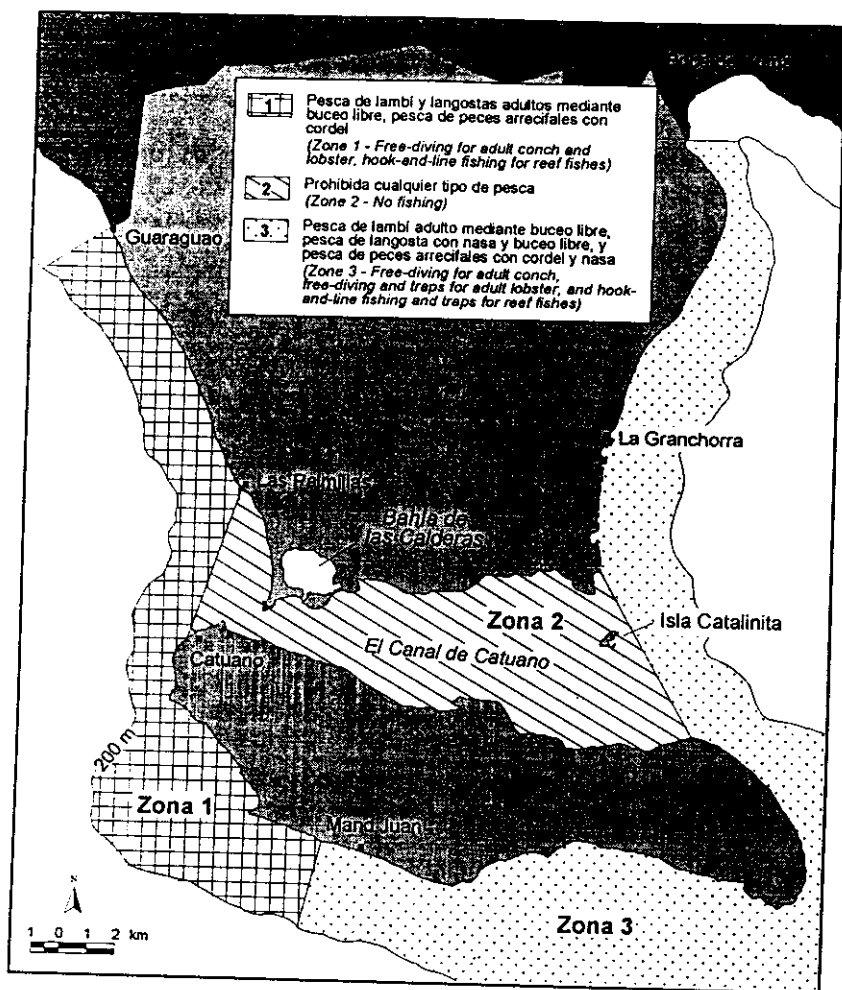 1
Pesca de lambí y langostas adultos mediante
buceo libre, pesca de peces arrecifales con
cordel
(Zone 1 - Free-diving for adult conch and
lobster, hook-end-line fishing for reef fishes)
2
Prohibida cualquier tipo de pesca
(Zone 2 - No fishing)
3
Pesca de lambí adulto mediante buceo libre,
pesca de langosta con nasa y buceo libre, y
pesca de peces arrecifales con cordel y nasa
(Zone 3 - Free-diving for adult conch,
free-diving and traps for adult lobster, and hook-
and-line fishing and traps for reef fishes)
Guaraguao
La Granchorra
Las Palmillas
Bahía de
las Calderas
Zona 2
Isla Catalinita
El Canal de Catuano
Catuano
200 m
Zona 1
Mano Juan
Zona 3
N
1 0 1 2 km